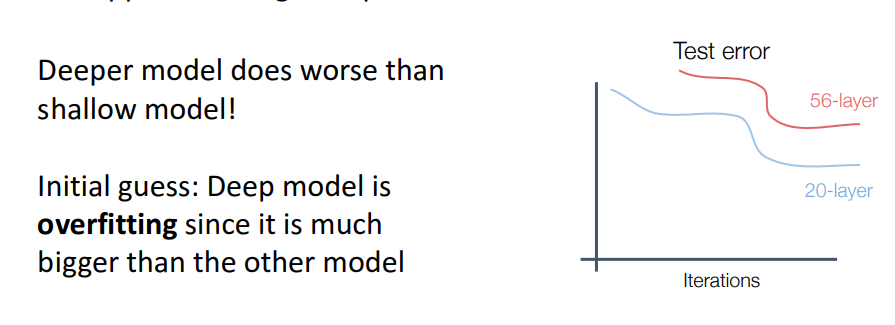 Deeper model does worse than
shallow model!
Initial guess: Deep model is
overfitting since it is much
bigger than the other model
Test error
56-layer
20-layer
Iterations